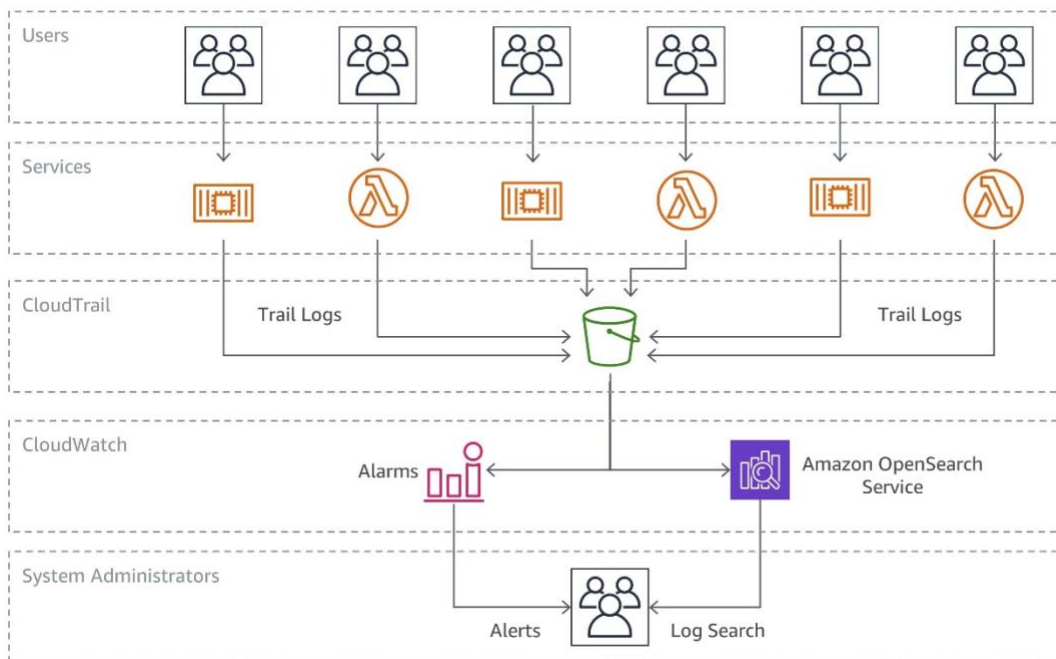 Users
Services
CloudTrail
Trail Logs
Trail Logs
CloudWatch
Alarms
Amazon OpenSearch
Service
System Administrators
Alerts
Log Search